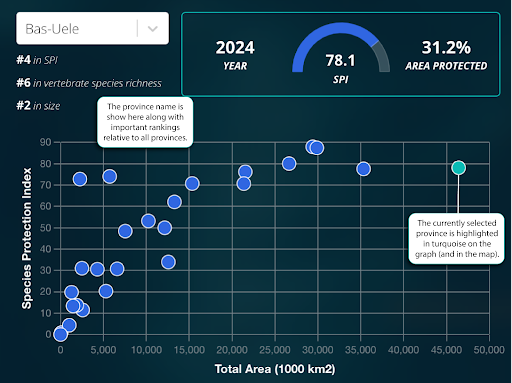 Bas-Uele
#4 in SPI
#6 in vertebrate species richness
#2 in size
2024
YEAR
78.1
SPI
31.2%
AREA PROTECTED
The province name is
show here along with
important rankings
relative to all provinces.
Species Protection Index
90
80
70
60
50
40
30
20
10
0
The currently selected
province is highlighted
in turquoise on the
graph (and in the map).
0 5,000 10,000 15,000 20,000 25,000 30,000 35,000 40,000 45,000 50,000
Total Area (1000 km2)